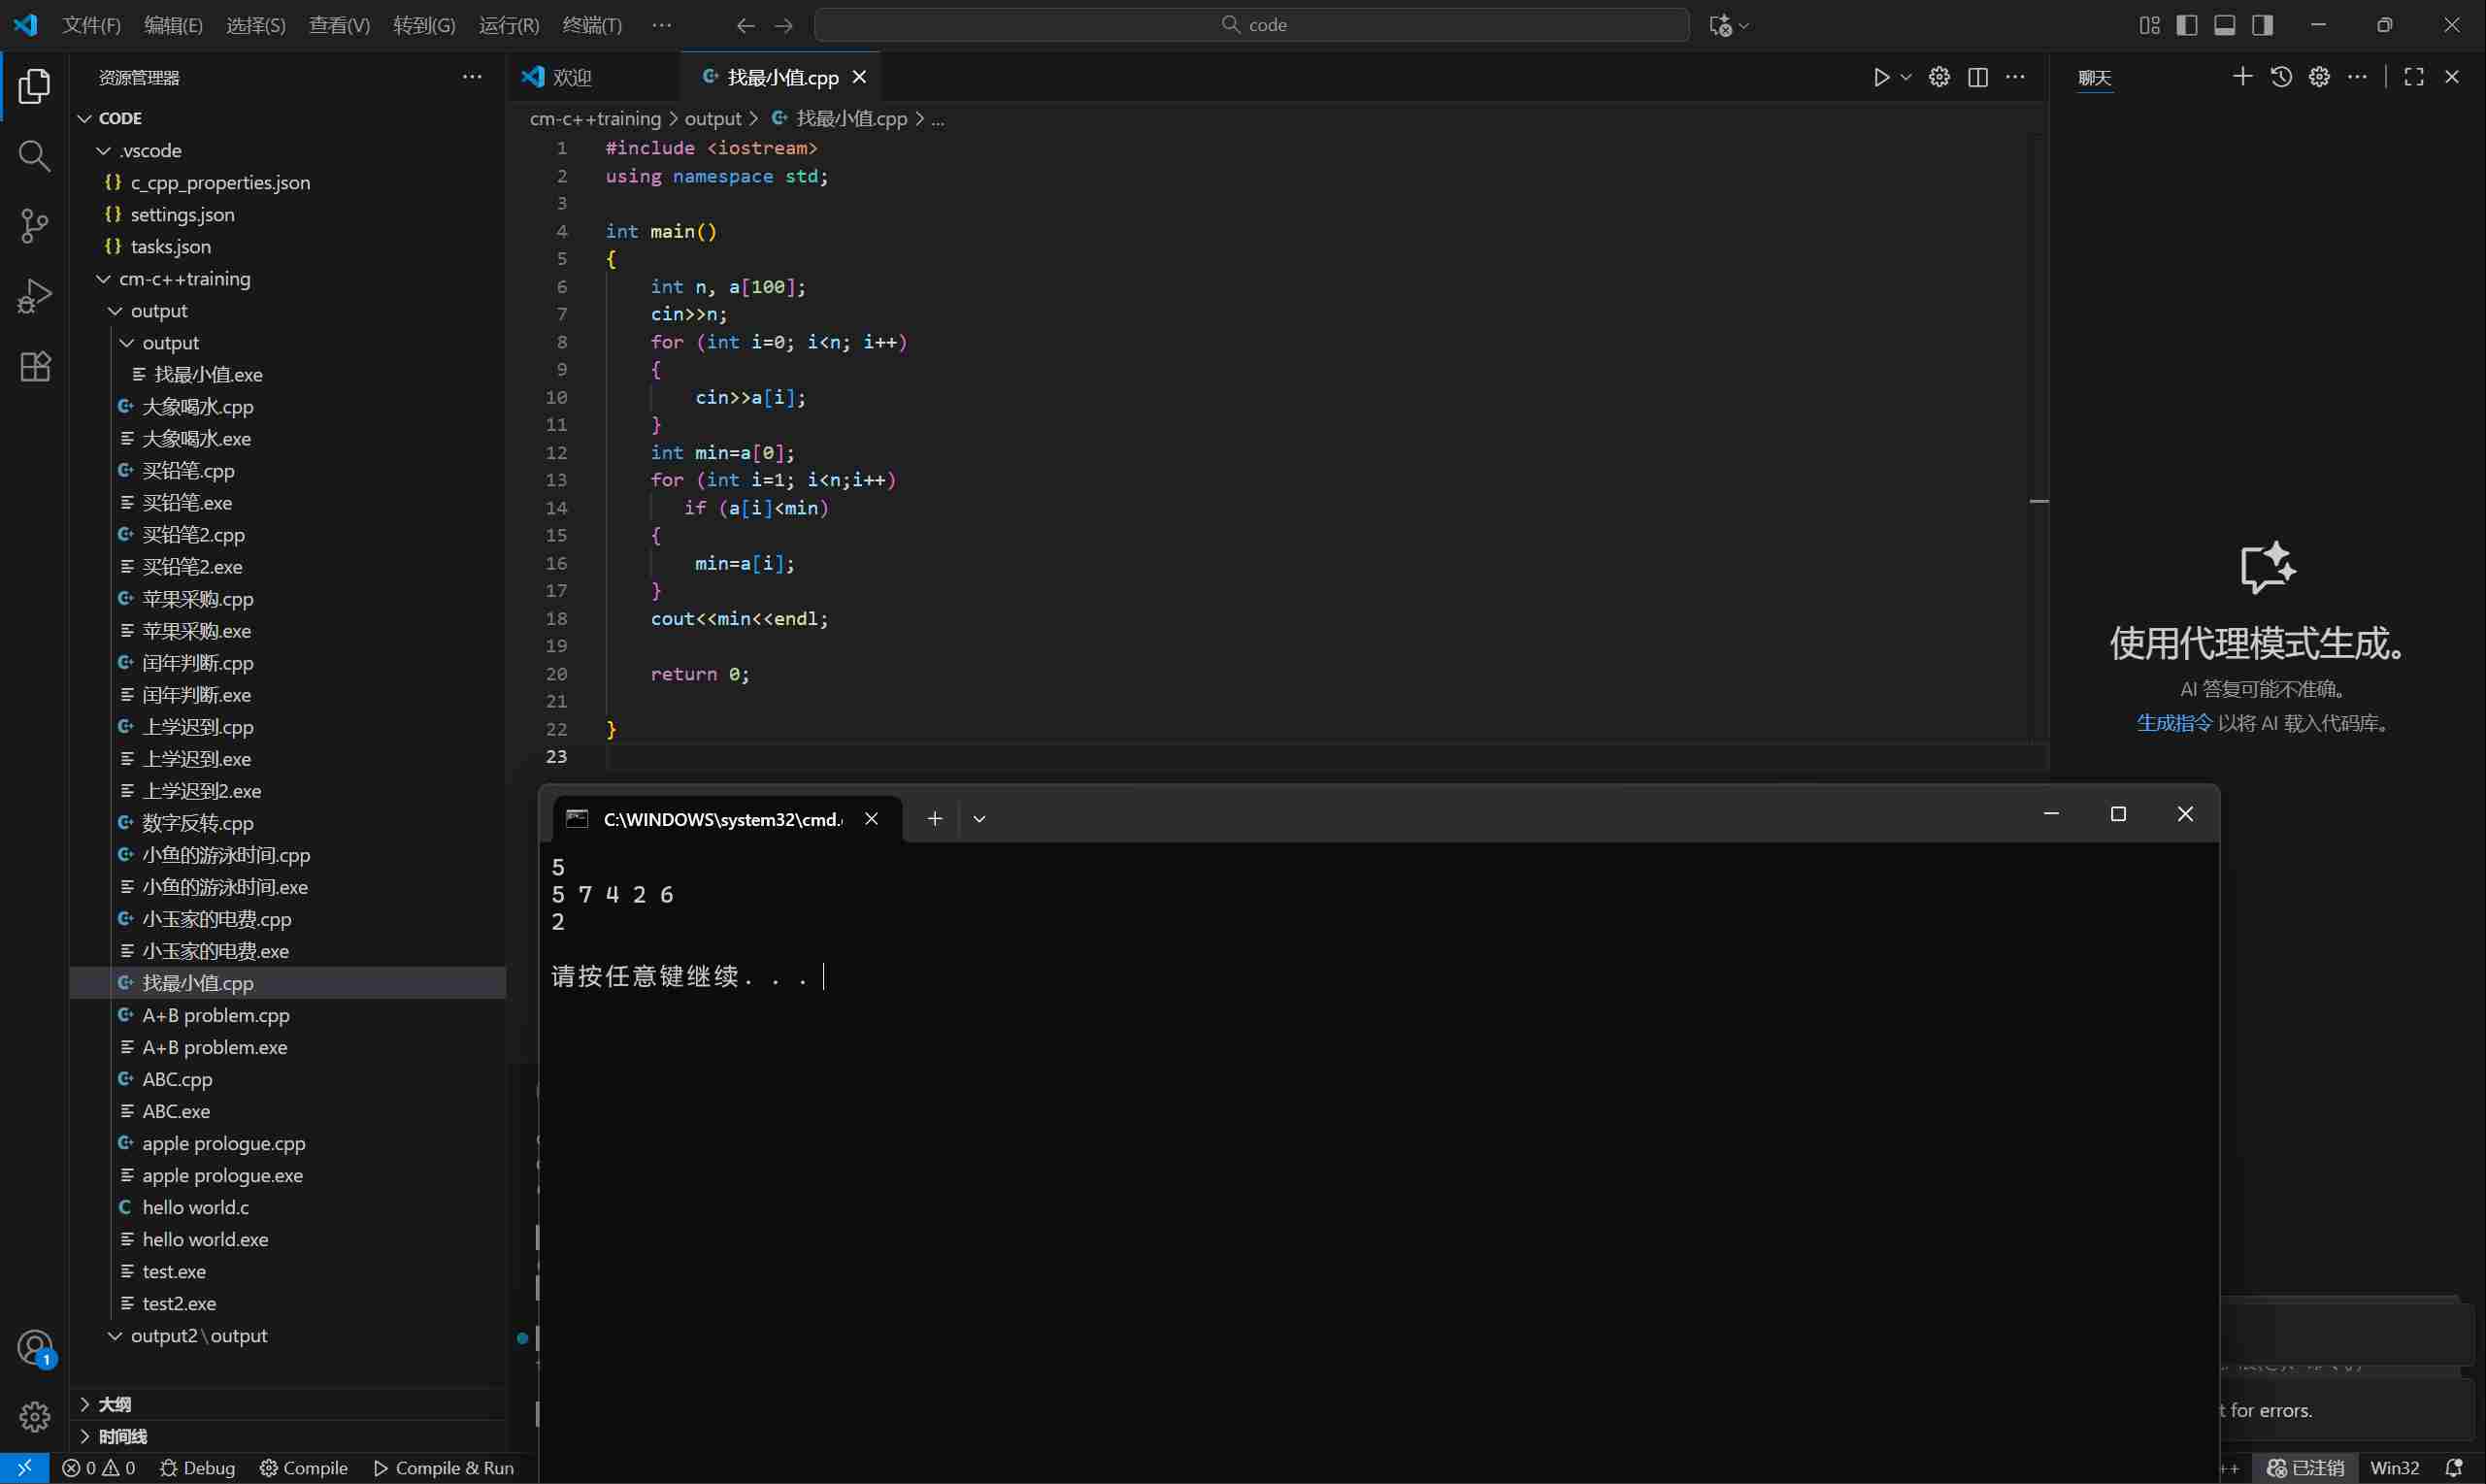 文件(F) 编辑(E) 选择(S) 查看(V) 转到(G) 运行(R) 终端(T) ··· code
资源管理器
CODE
.vscode
c_cpp_properties.json
settings.json
tasks.json
cm-c++training
output
output
找最小值.exe
大象喝水.cpp
大象喝水.exe
买铅笔.cpp
买铅笔.exe
买铅笔2.cpp
买铅笔2.exe
苹果采购.cpp
苹果采购.exe
闰年判断.cpp
闰年判断.exe
上学迟到.cpp
上学迟到.exe
上学迟到2.exe
数字反转.cpp
小鱼的游泳时间.cpp
小鱼的游泳时间.exe
小玉家的电费.cpp
小玉家的电费.exe
找最小值.cpp
A+B problem.cpp
A+B problem.exe
ABC.cpp
ABC.exe
apple prologue.cpp
apple prologue.exe
hello world.c
hello world.exe
test.exe
test2.exe
output2\output
大纲
时间线
欢迎 找最小值.cpp
cm-c++training > output > 找最小值.cpp > ...
1 #include <iostream>
2 using namespace std;
3
4 int main()
5 {
6 int n, a[100];
7 cin>>n;
8 for (int i=0; i<n; i++)
9 {
10 cin>>a[i];
11 }
12 int min=a[0];
13 for (int i=1; i<n;i++)
14 if (a[i]<min)
15 {
16 min=a[i];
17 }
18 cout<<min<<endl;
19
20 return 0;
21
22 }
23
聊天
使用代理模式生成。
AI 答复可能不准确。
生成指令 以将 AI 载入代码库。
C:\WINDOWS\system32\cmd.
5
5 7 4 2 6
2
请按任意键继续. . .
t for errors.
1
0 0 Debug Compile Compile & Run ++ 已注销 Win32